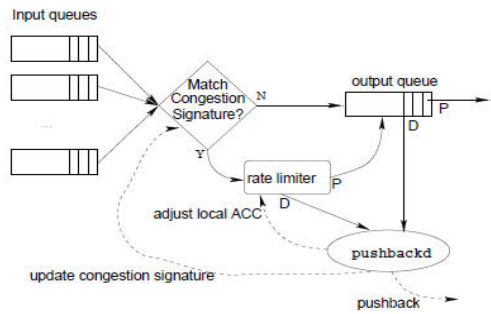 Input queues
...
Match
Congestion
Signature?
N
Y
output queue
P
D
rate limiter
P
D
adjust local ACC
pushbackd
update congestion signature
pushback